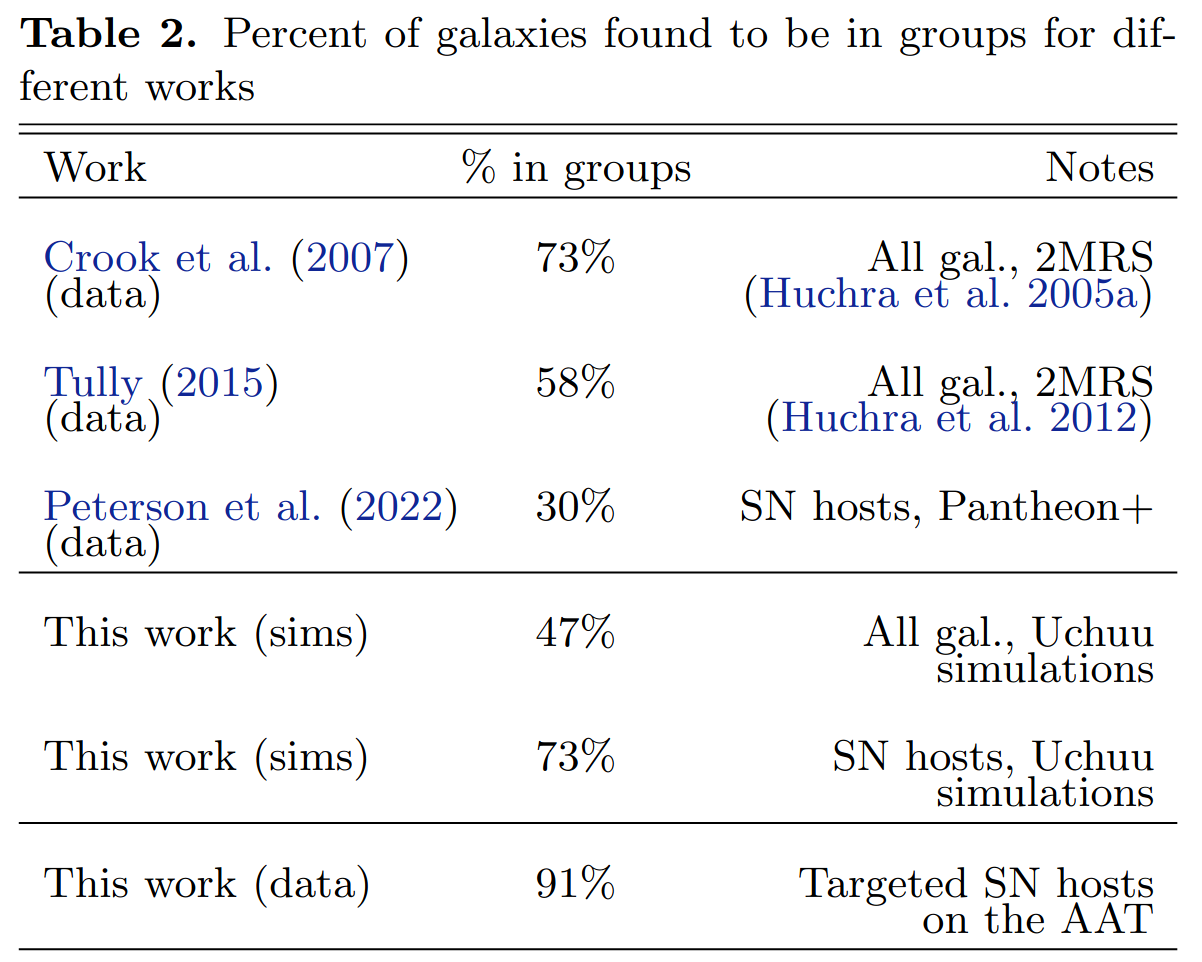 Table 2. Percent of galaxies found to be in groups for dif-
ferent works
Work % in groups Notes
Crook et al. (2007) 73% All gal., 2MRS
(data) (Huchra et al. 2005a)
Tully (2015) 58% All gal., 2MRS
(data) (Huchra et al. 2012)
Peterson et al. (2022) 30% SN hosts, Pantheon+
(data)
This work (sims) 47% All gal., Uchuu
simulations
This work (sims) 73% SN hosts, Uchuu
simulations
This work (data) 91% Targeted SN hosts
on the AAT